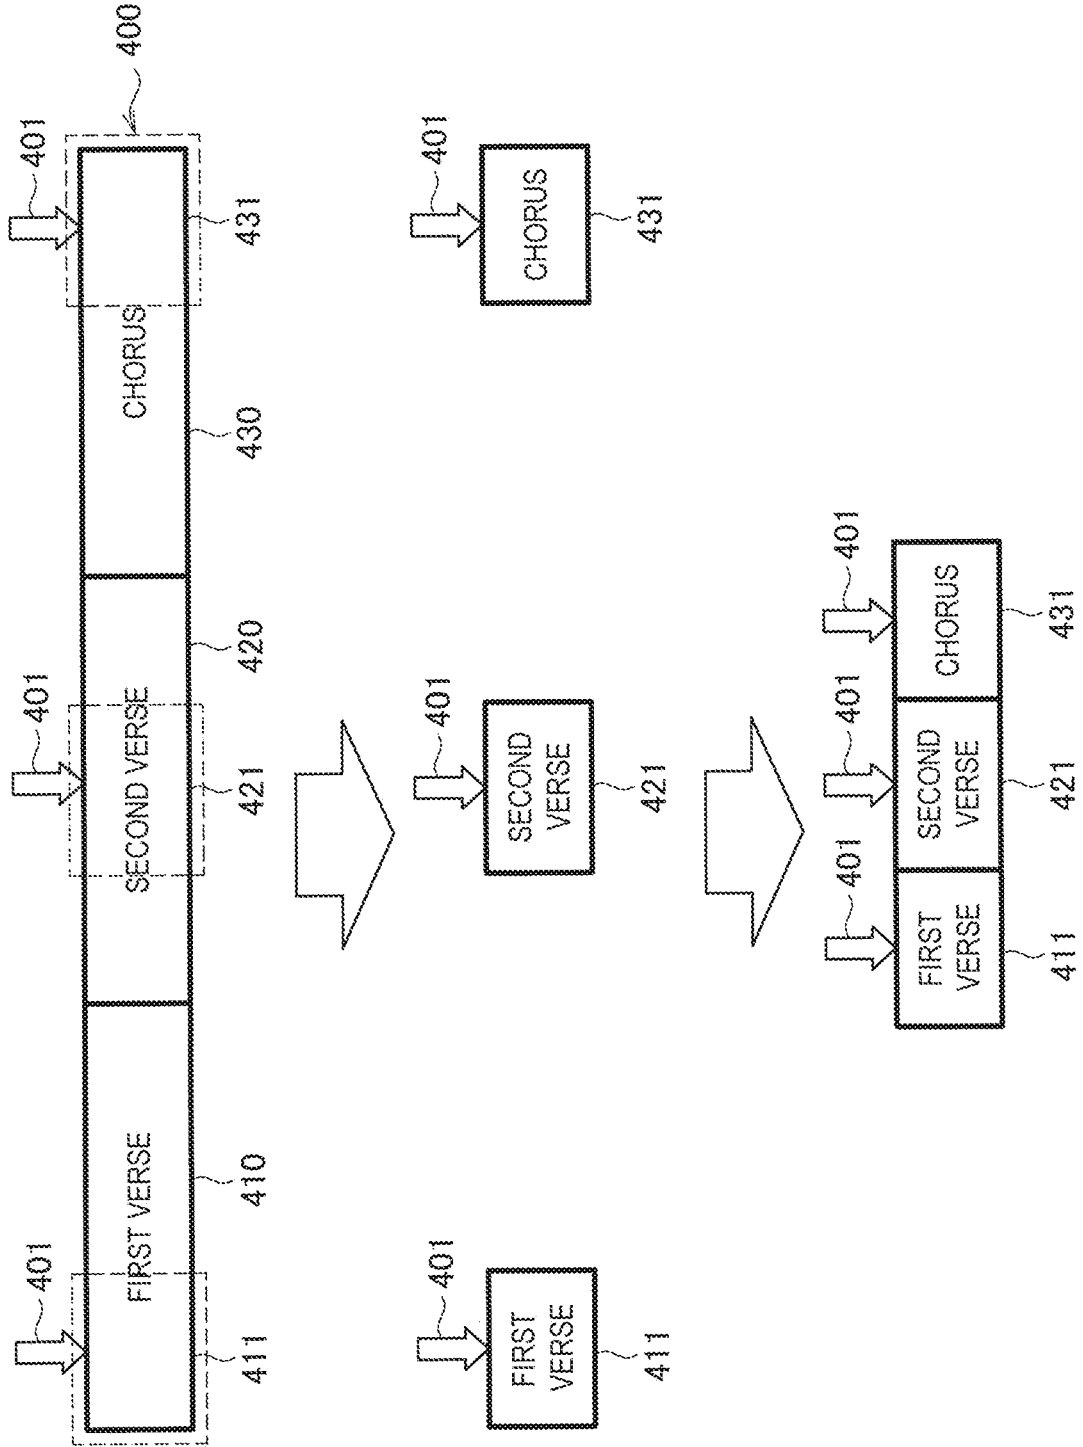 400
401
401
401
FIRST VERSE
SECOND VERSE
CHORUS
411
410
421
420
430
431
401
401
401
FIRST
VERSE
SECOND
VERSE
CHORUS
411
421
431
401
401
401
FIRST
VERSE
SECOND
VERSE
CHORUS
411
421
431